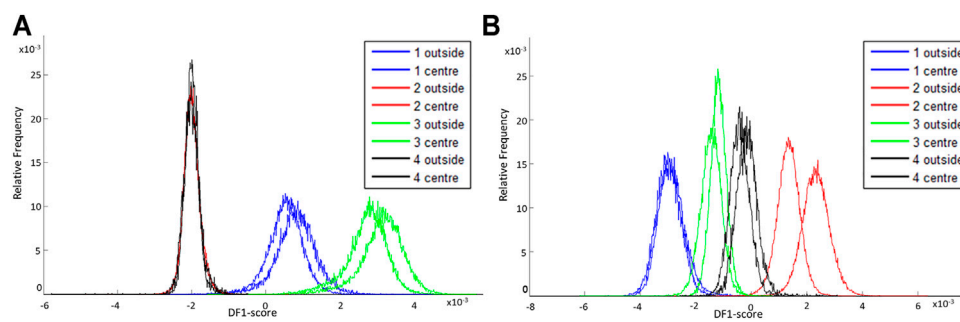 A
x10⁻³
25
20
15
10
5
0
Relative Frequency
-6
-4
-2
0
2
4
x10⁻³
DF1-score
1 outside
1 centre
2 outside
2 centre
3 outside
3 centre
4 outside
4 centre
B
x10⁻³
25
20
15
10
5
0
Relative Frequency
-8
-6
-4
-2
0
2
4
6
x10⁻³
DF1-score
1 outside
1 centre
2 outside
2 centre
3 outside
3 centre
4 outside
4 centre